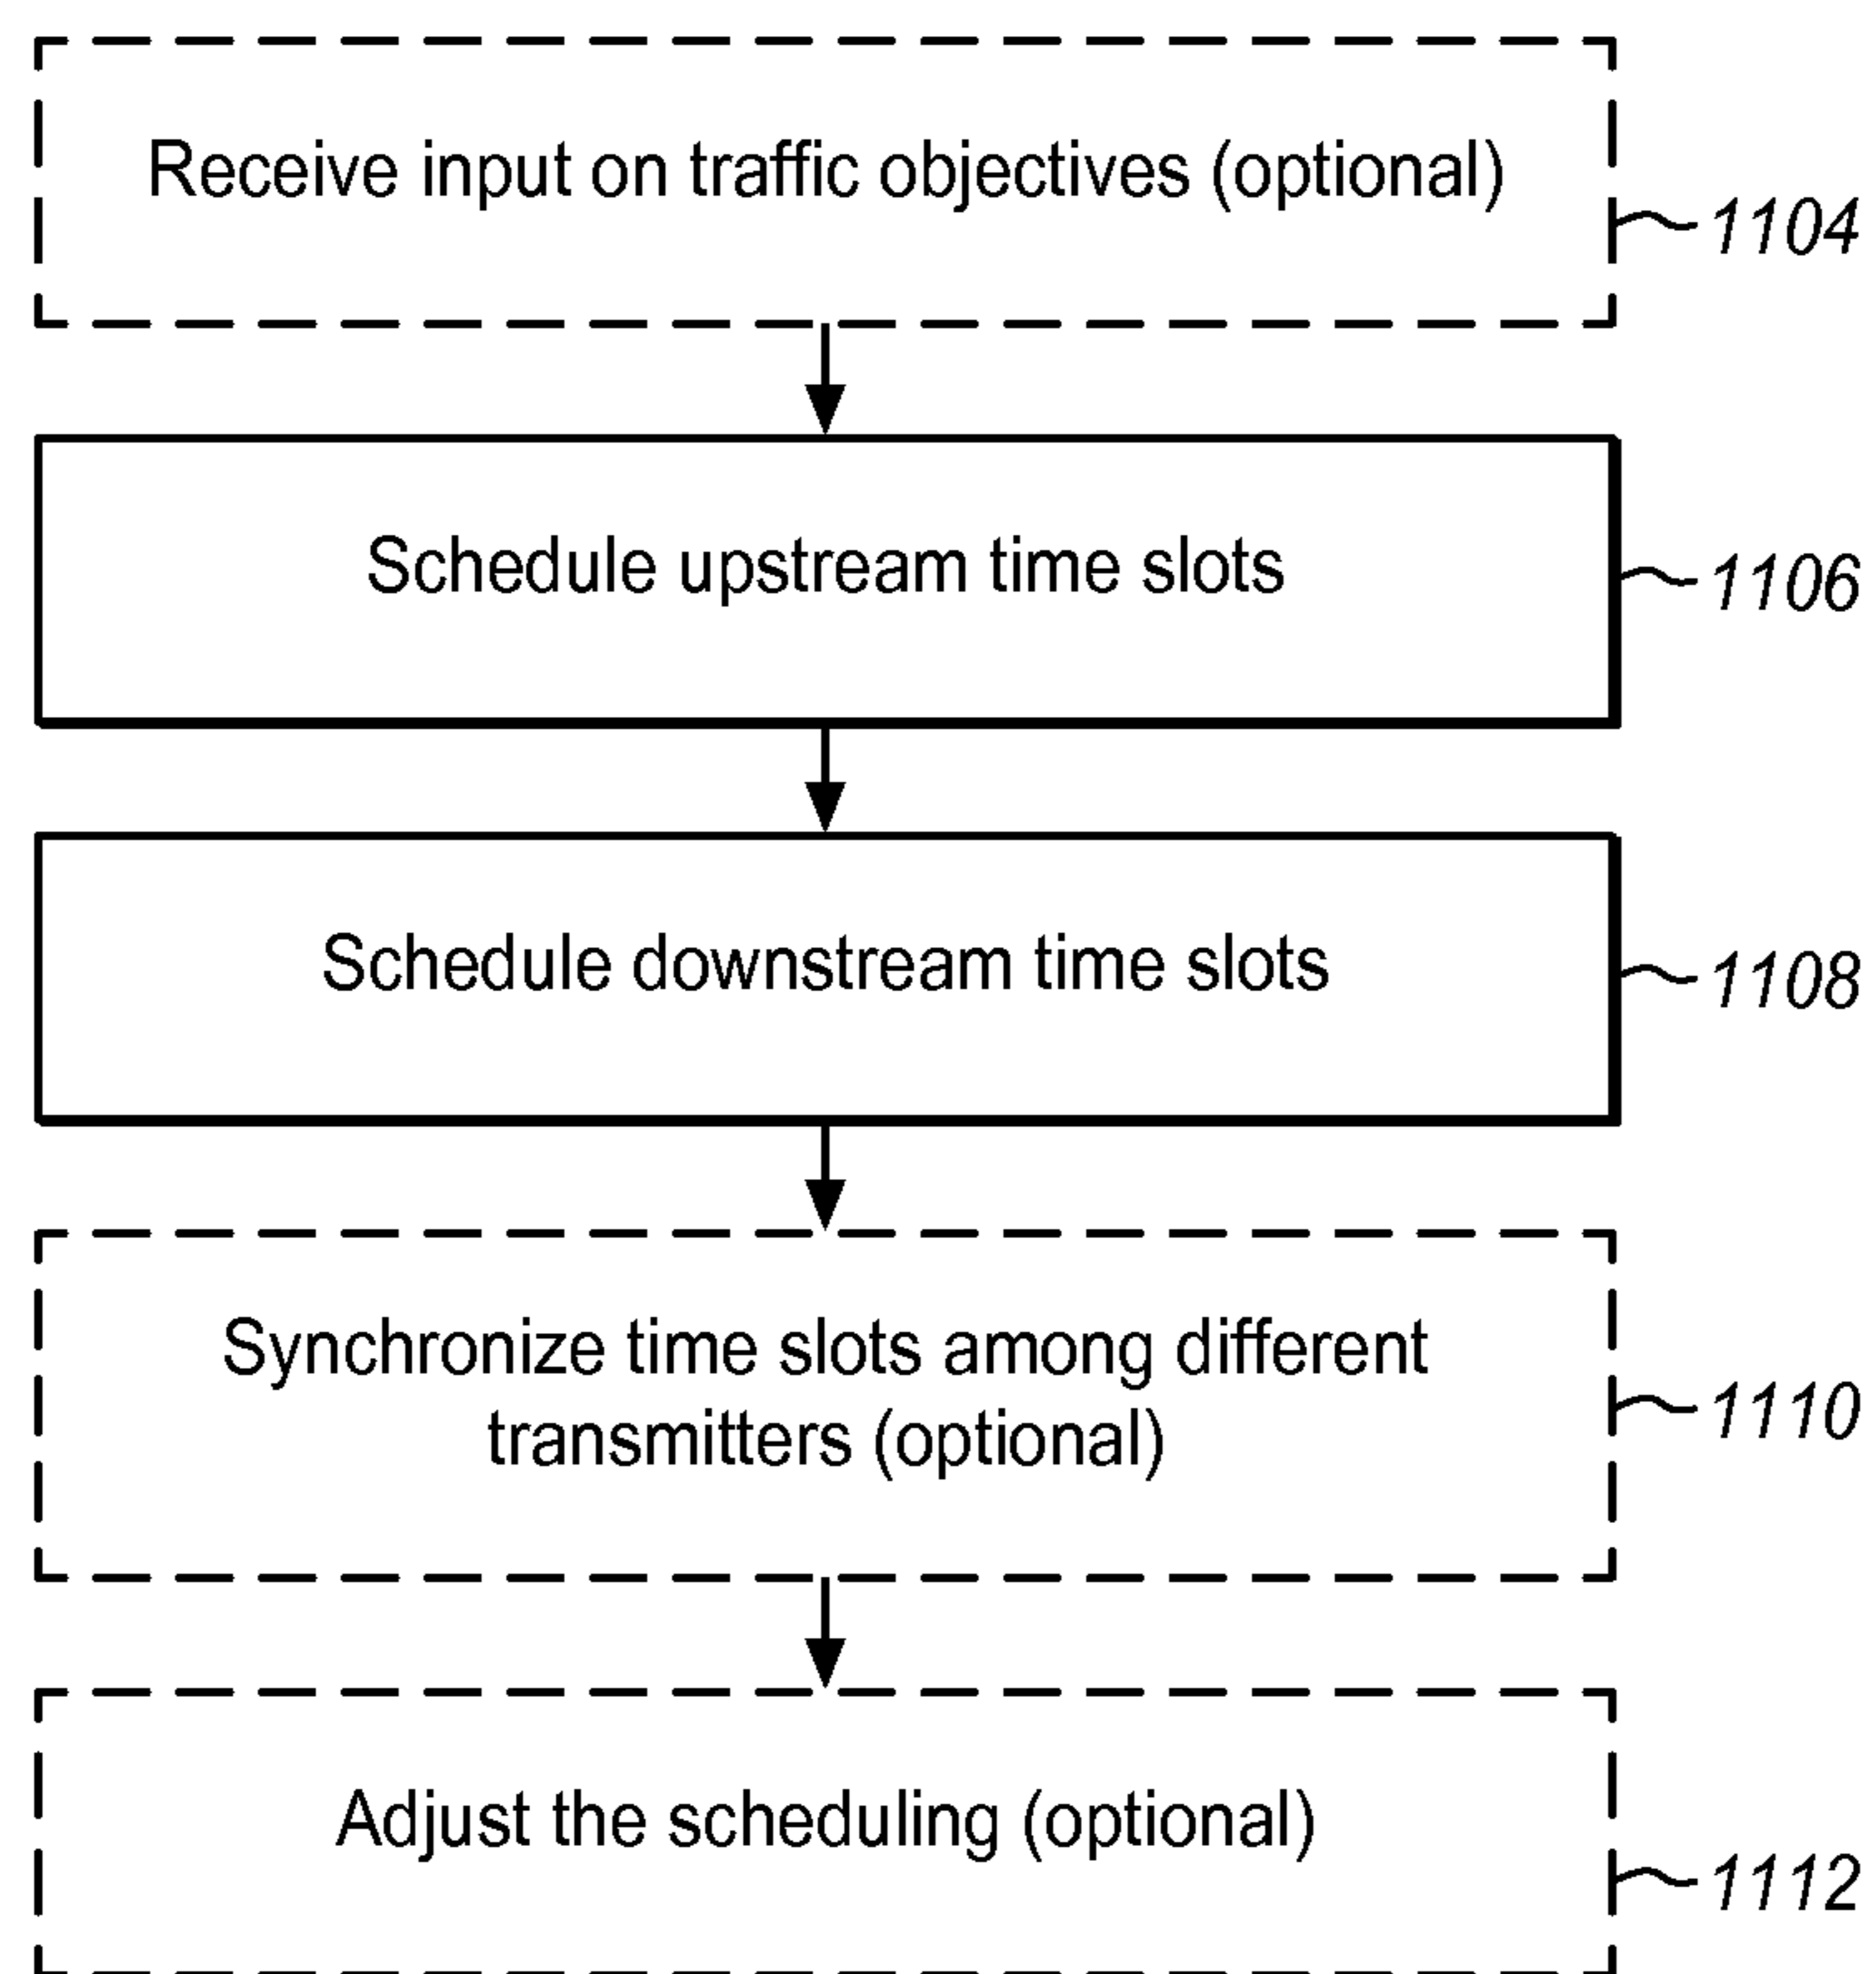 Receive input on traffic objectives (optional)
1104
Schedule upstream time slots
1106
Schedule downstream time slots
1108
Synchronize time slots among different
transmitters (optional)
1110
Adjust the scheduling (optional)
1112